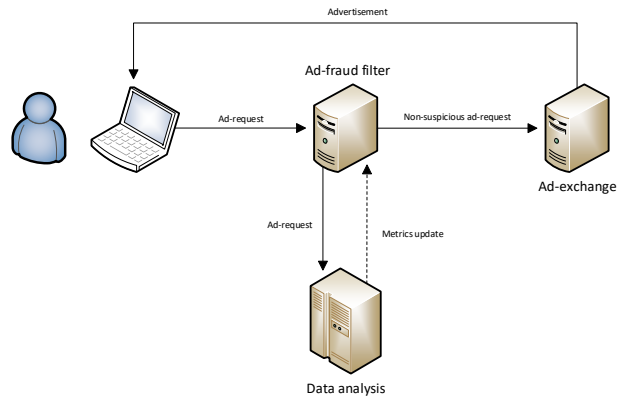 Advertisement
Ad-fraud filter
Ad-request
Non-suspicious ad-request
Ad-exchange
Ad-request
Metrics update
Data analysis